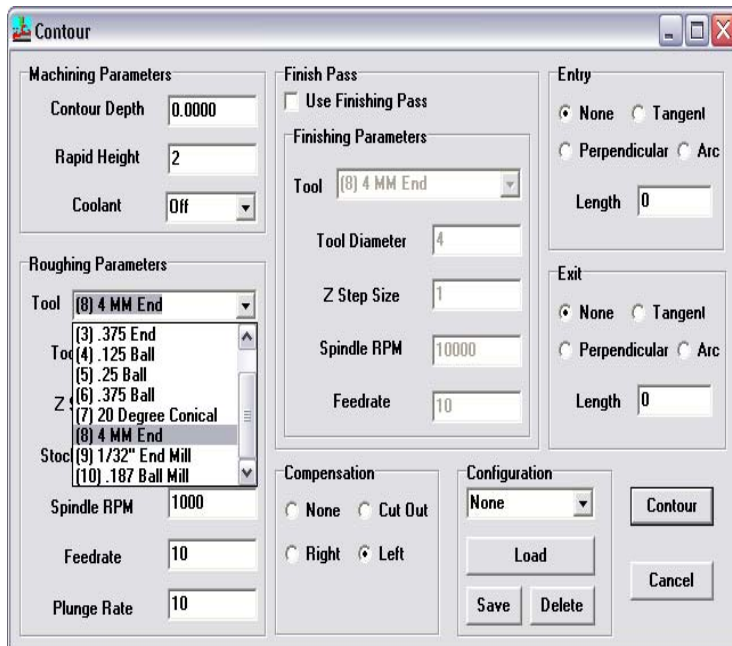 Contour
Machining Parameters
Contour Depth 0.0000
Rapid Height 2
Coolant Off
Roughing Parameters
Tool (8) 4 MM End
(3) .375 End
(4) .125 Ball
(5) .25 Ball
(6) .375 Ball
(7) 20 Degree Conical
(8) 4 MM End
(9) 1/32" End Mill
(10) .187 Ball Mill
Spindle RPM 1000
Feedrate 10
Plunge Rate 10
Finish Pass
Use Finishing Pass
Finishing Parameters
Tool (8) 4 MM End
Tool Diameter 4
Z Step Size 1
Spindle RPM 10000
Feedrate 10
Compensation
None Cut Out
Right Left
Entry
None Tangent
Perpendicular Arc
Length 0
Exit
None Tangent
Perpendicular Arc
Length 0
Configuration
None
Load
Save Delete
Contour
Cancel